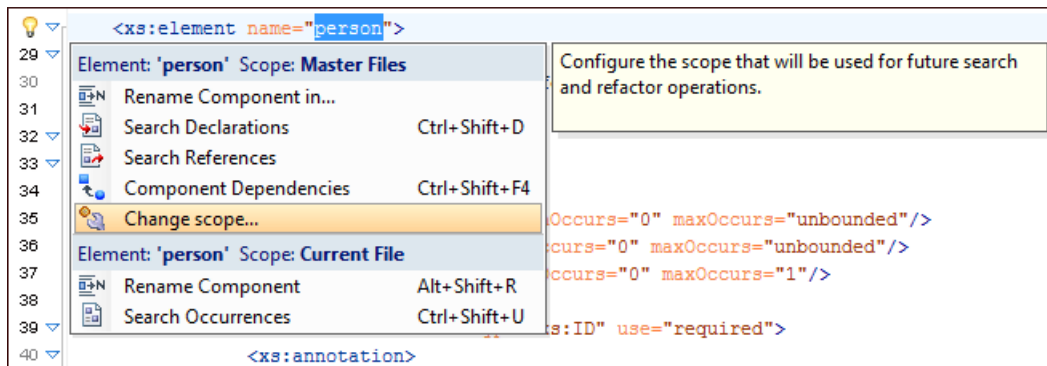 <xs:element name="person">
29
Element: 'person' Scope: Master Files
Configure the scope that will be used for future search
and refactor operations.
30
Rename Component in...
31
Search Declarations Ctrl+Shift+D
32
33
Search References
34
Component Dependencies Ctrl+Shift+F4
35
Change scope...
Occurs="0" maxOccurs="unbounded"/>
36
Element: 'person' Scope: Current File
curs="0" maxOccurs="unbounded"/>
37
Rename Component Alt+Shift+R
ccurs="0" maxOccurs="1"/>
38
Search Occurrences Ctrl+Shift+U
39
s:ID" use="required">
40 <xs:annotation>